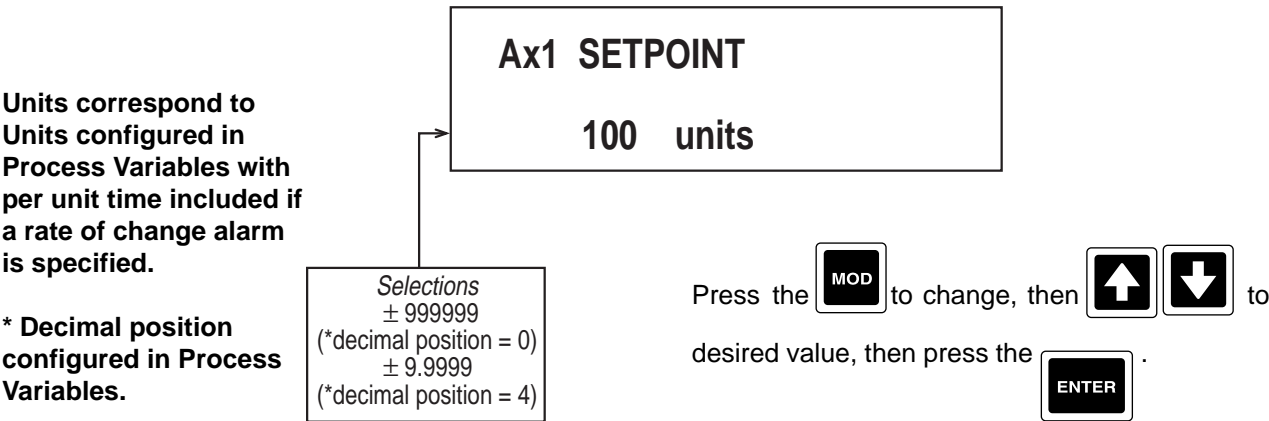 Ax1 SETPOINT
100 units
Units correspond to
Units configured in
Process Variables with
per unit time included if
a rate of change alarm
is specified.
* Decimal position
configured in Process
Variables.
Selections
± 999999
(*decimal position = 0)
± 9.9999
(*decimal position = 4)
Press the MOD to change, then to
desired value, then press the ENTER .